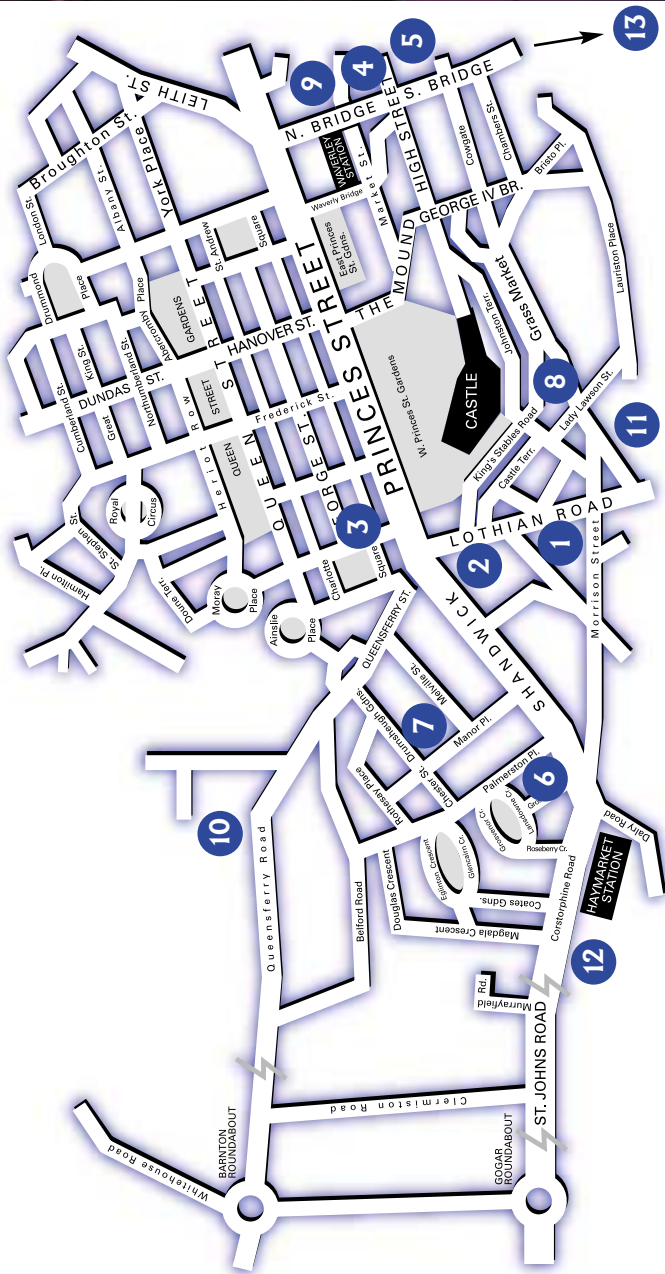 Whitehouse Road
BARNTON
ROUNDABOUT
GOGAR
ROUNDABOUT
Clermiston Road
ST. JOHNS ROAD
Murrayfield
Rd.
Queensferry Road
10
Belford Road
Douglas Crescent
Magdala Crescent
Coates Gdns.
Eglinton Crescent
Glencairn Cr.
Corstorphine Road
12
HAYMARKET
STATION
Dalry Road
Roseberry Cr.
Grosvenor Cr.
Lansdowne Cr.
Gro
6
Palmerston Pl.
Rothesay Place
Chester St.
Drumsheugh Gdns.
7
Manor Pl.
Melville St.
QUEENSFERRY ST.
SHANDWICK
Morrison Street
Hamilton Pl.
St Stephen
St.
Royal
Circus
Doune Terr.
Moray
Place
Ainslie
Place
Heriot Row
QUEEN
STREET
GARDENS
QUEEN STREET
Charlotte
Square
3
GEORGE ST.
Frederick St.
HANOVER ST.
PRINCES STREET
DUNDAS ST.
Cumberland St.
Great
King St.
Northumberland St.
Abercromby Place
Drummond
Place
London St.
Albany St.
York Place
Broughton St.
LEITH ST.
St. Andrew
Square
THE MOUND
W. Princes St. Gardens
East Princes
St. Gdns.
Waverly Bridge
WAVERLEY
STATION
Market St.
N. BRIDGE
S. BRIDGE
HIGH STREET
9
4
5
13
CASTLE
Johnston Terr.
King's Stables Road
Castle Terr.
LOTHIAN ROAD
2
1
8
11
Lady Lawson St.
Grass Market
GEORGE IV BR.
Cowgate
Chambers St.
Bristo Pl.
Lauriston Place